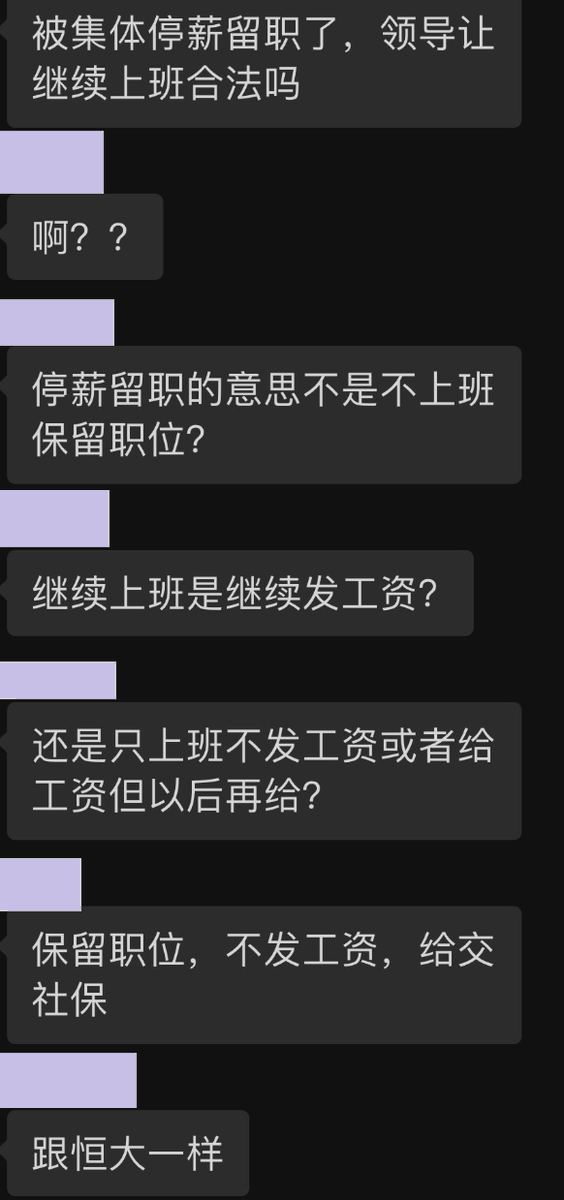 被集体停薪留职了，领导让
继续上班合法吗
啊？？
停薪留职的意思不是不上班
保留职位？
继续上班是继续发工资？
还是只上班不发工资或者给
工资但以后再给？
保留职位，不发工资，给交
社保
跟恒大一样